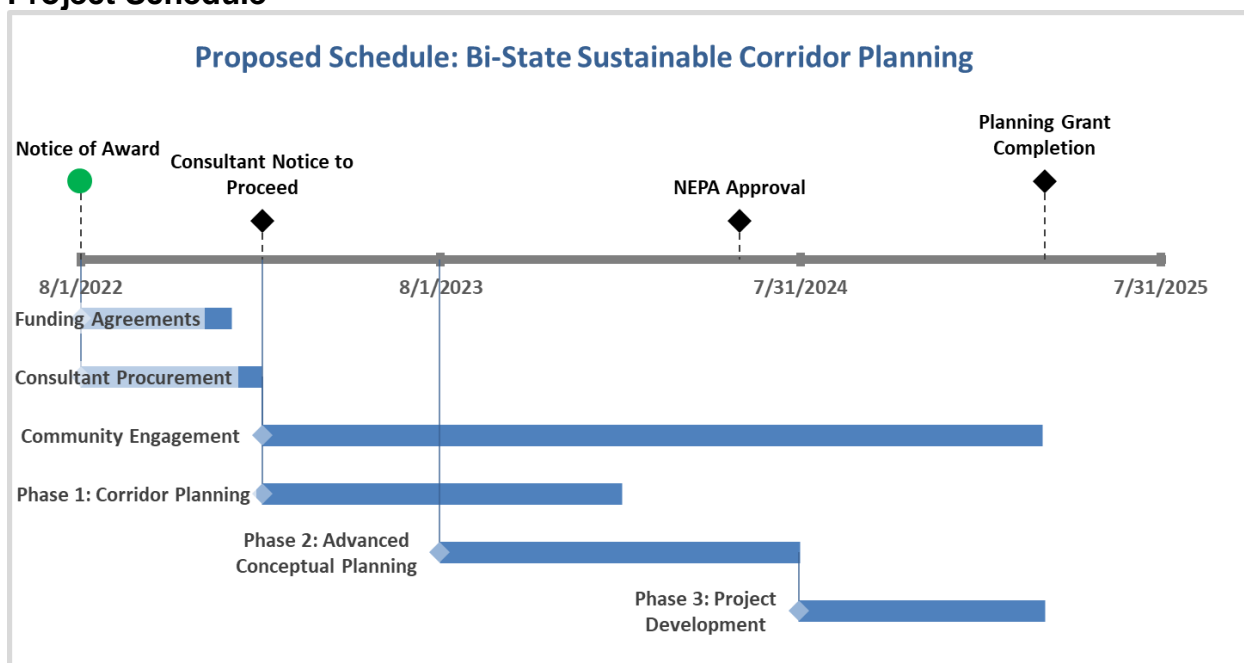 Project Schedule
Proposed Schedule: Bi-State Sustainable Corridor Planning
Notice of Award
Consultant Notice to
Proceed
NEPA Approval
Planning Grant
Completion
8/1/2022
8/1/2023
7/31/2024
7/31/2025
Funding Agreements
Consultant Procurement
Community Engagement
Phase 1: Corridor Planning
Phase 2: Advanced
Conceptual Planning
Phase 3: Project
Development